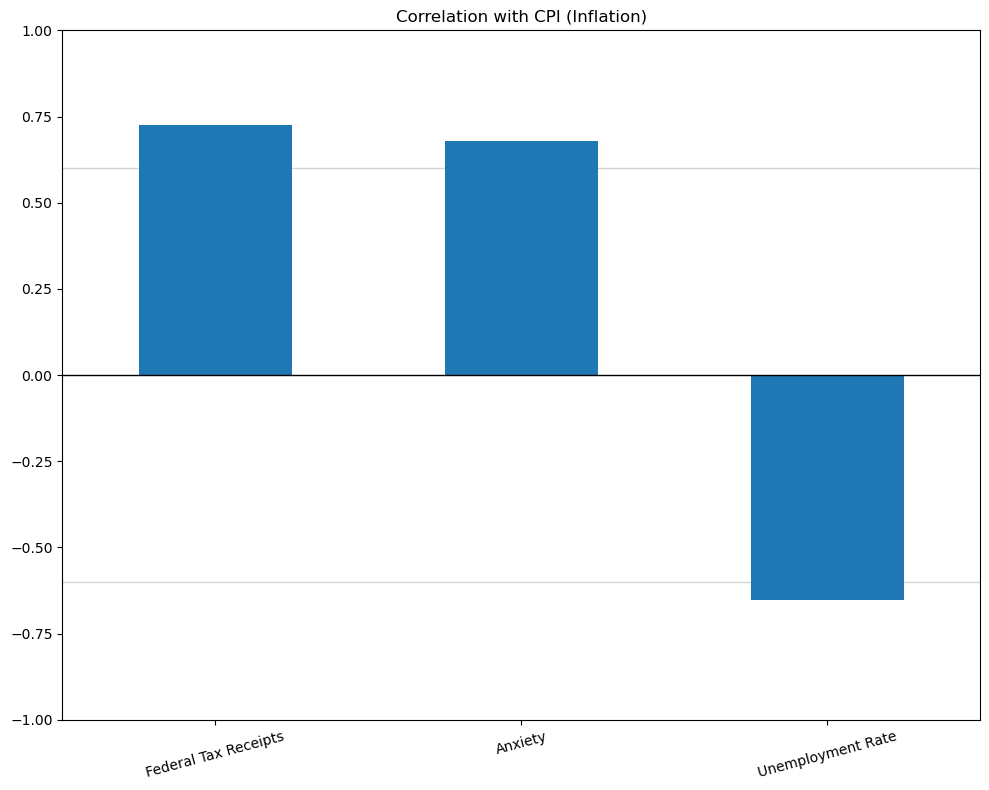 Correlation with CPI (Inflation)
1.00
0.75
0.50
0.25
0.00
−0.25
−0.50
−0.75
−1.00
Federal Tax Receipts
Anxiety
Unemployment Rate